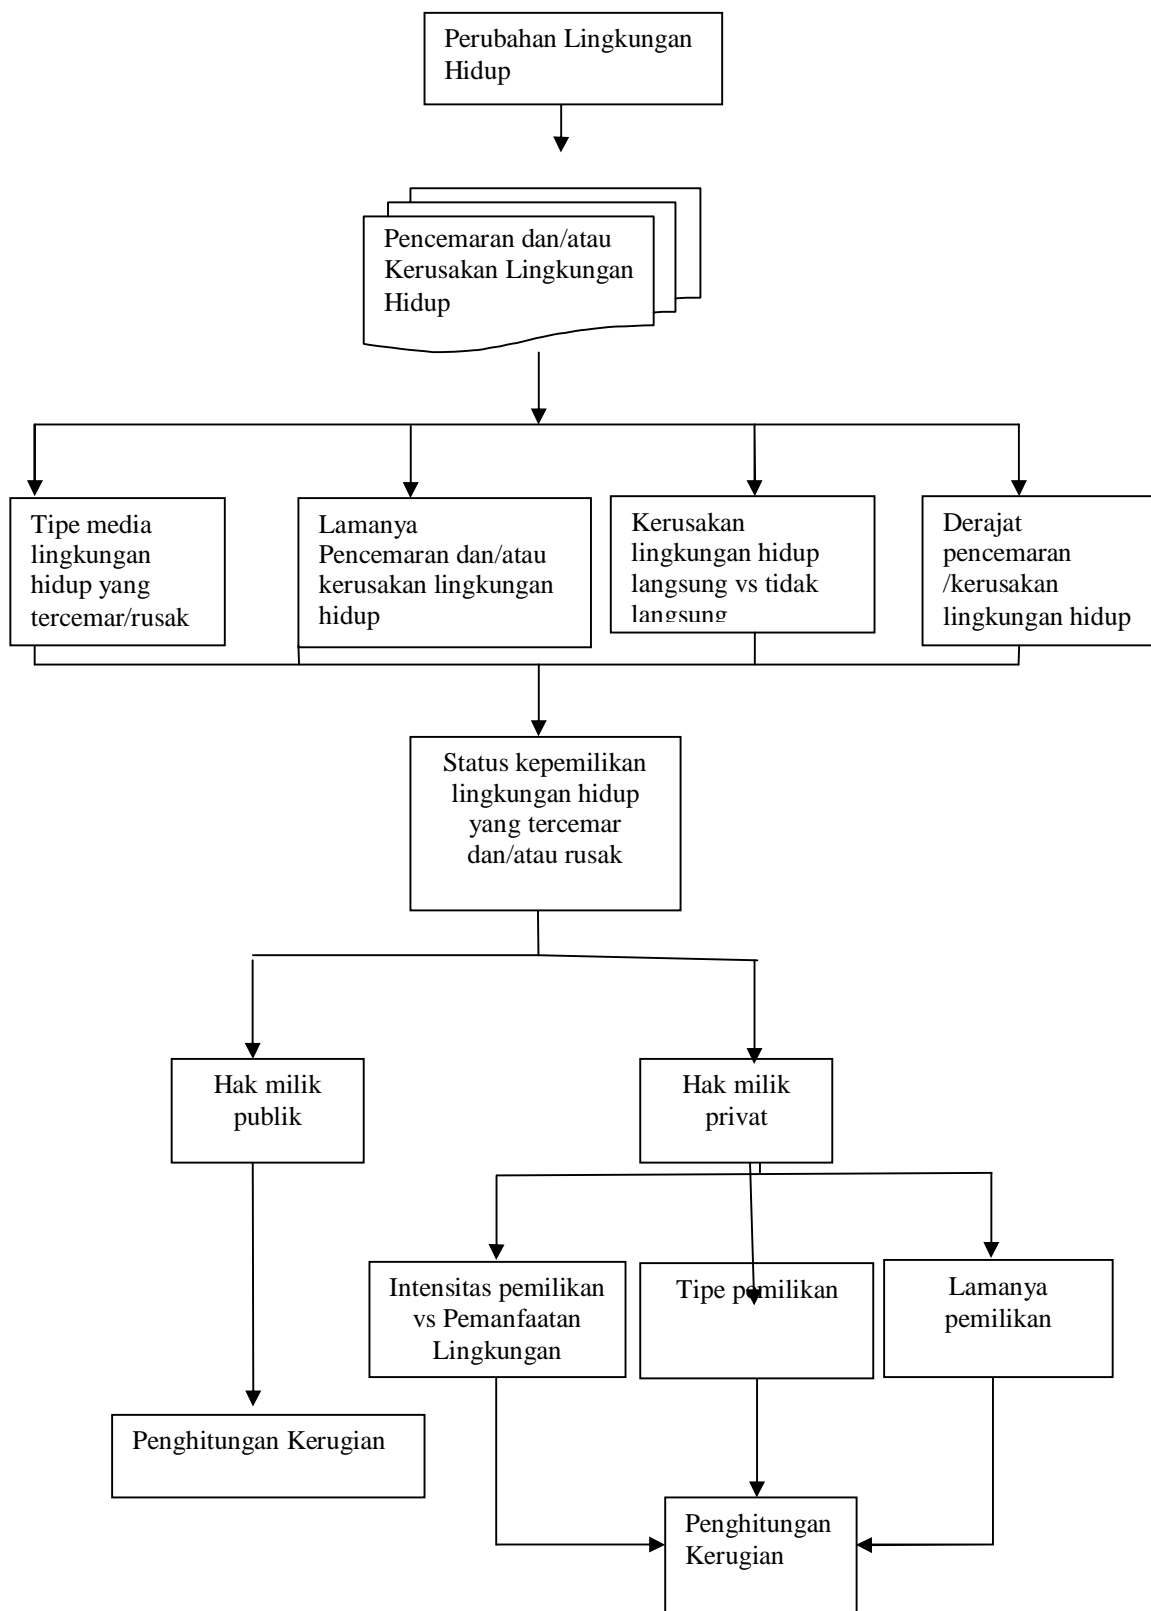 Perubahan Lingkungan
Hidup
Pencemaran dan/atau
Kerusakan Lingkungan
Hidup
Tipe media
lingkungan
hidup yang
tercemar/rusak
Lamanya
Pencemaran dan/atau
kerusakan lingkungan
hidup
Kerusakan
lingkungan hidup
langsung vs tidak
langsung
Derajat
pencemaran
/kerusakan
lingkungan hidup
Status kepemilikan
lingkungan hidup
yang tercemar
dan/atau rusak
Hak milik
publik
Hak milik
privat
Intensitas pemilikan
vs Pemanfaatan
Lingkungan
Tipe pemilikan
Lamanya
pemilikan
Penghitungan Kerugian
Penghitungan
Kerugian